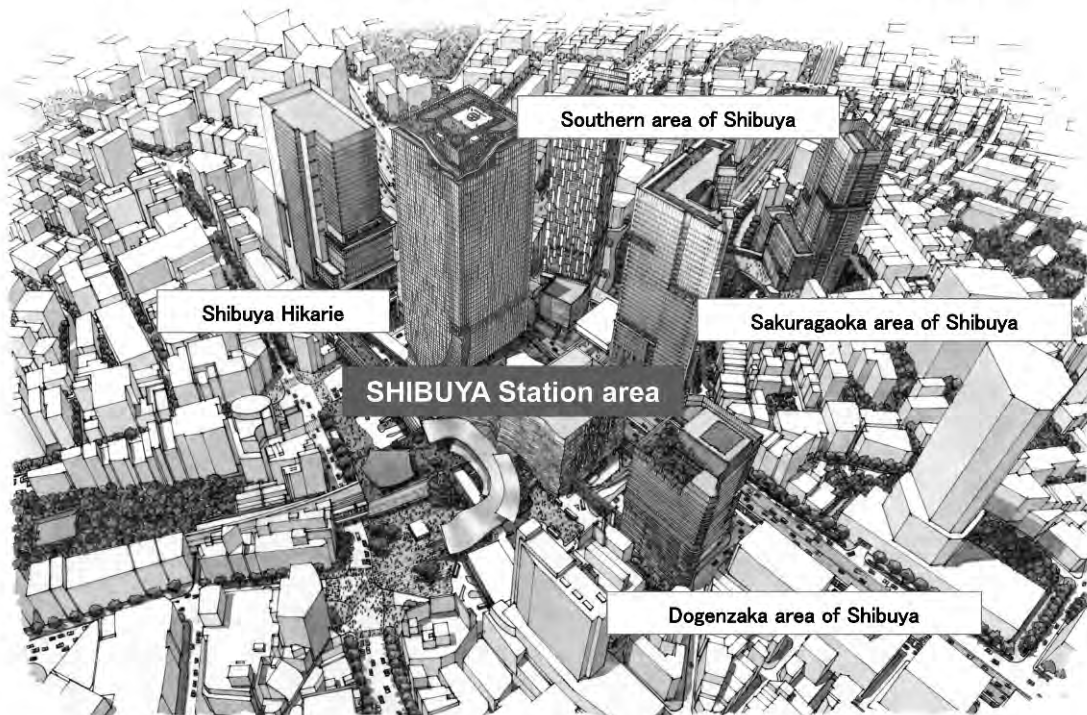 Southern area of Shibuya
Shibuya Hikarie
Sakuragaoka area of Shibuya
SHIBUYA Station area
Dogenzaka area of Shibuya